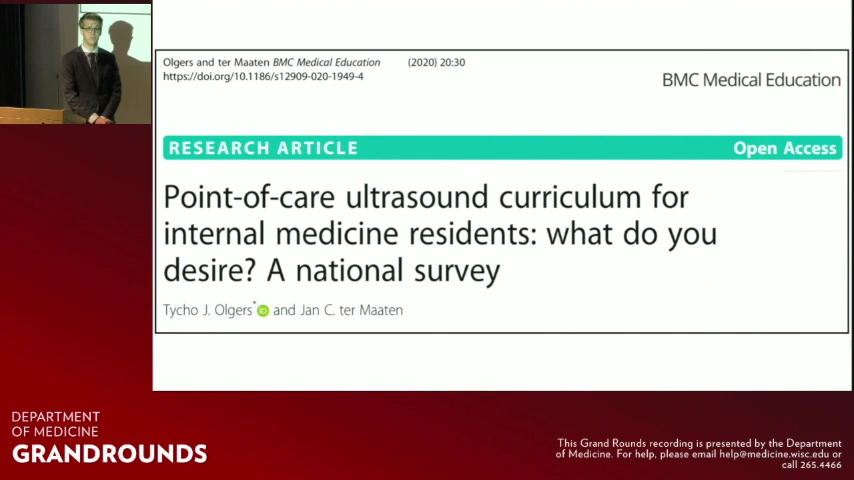 Olgers and ter Maaten BMC Medical Education (2020) 20:30
https://doi.org/10.1186/s12909-020-1949-4
BMC Medical Education
RESEARCH ARTICLE
Open Access
Point-of-care ultrasound curriculum for
internal medicine residents: what do you
desire? A national survey
Tycho J. Olgers* iD and Jan C. ter Maaten
DEPARTMENT
OF MEDICINE
GRANDROUNDS
This Grand Rounds recording is presented by the Department
of Medicine. For help, please email help@medicine.wisc.edu or
call 265.4466